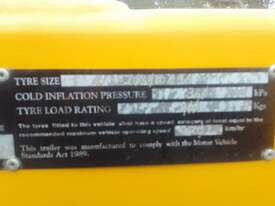 TYRE SIZE
COLD INFLATION PRESSURE kPa
TYRE LOAD RATING Kgs
The tyres fitted to this vehicle shall have a speed category at least equal to the
recommended maximum vehicle operating speed km/hr
This trailer was manufactured to comply with the Motor Vehicle
Standards Act 1989.